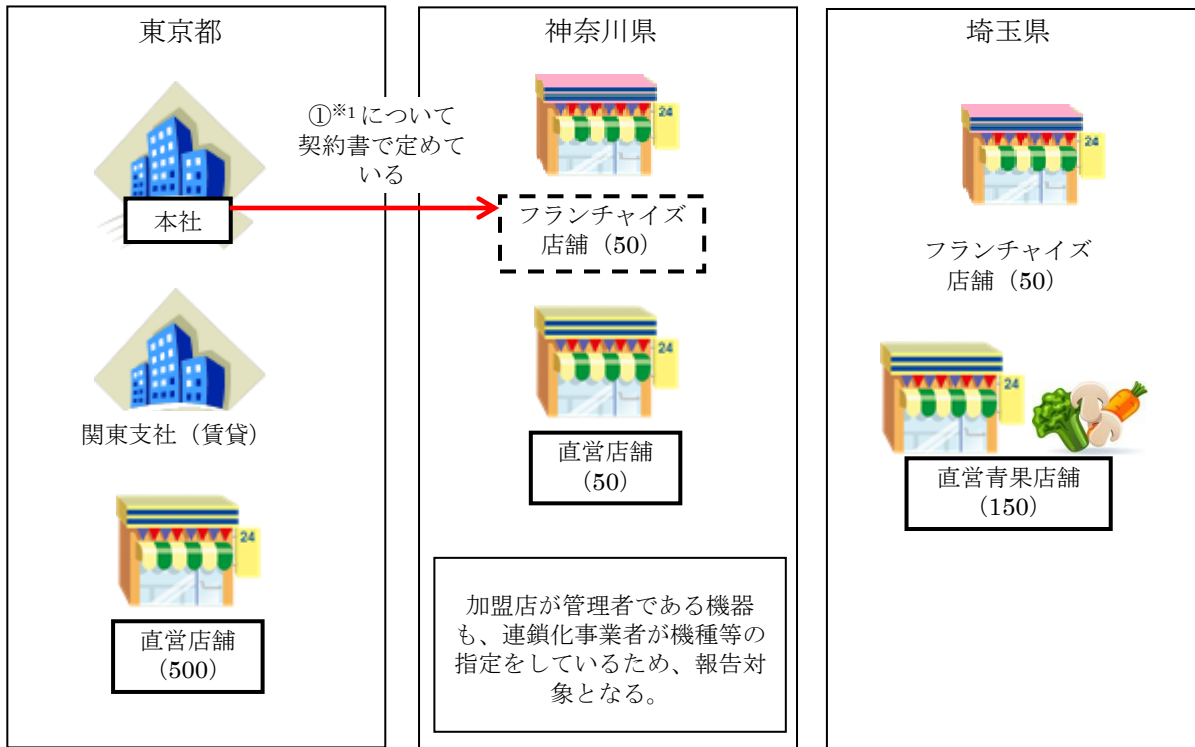 東京都
①※1について
契約書で定めて
いる
本社
関東支社（賃貸）
24
直営店舗
(500)
神奈川県
24
フランチャイズ
店舗（50）
24
直営店舗
(50)
加盟店が管理者である機器
も、連鎖化事業者が機種等の
指定をしているため、報告対
象となる。
埼玉県
24
フランチャイズ
店舗（50）
24
直営青果店舗
（150）